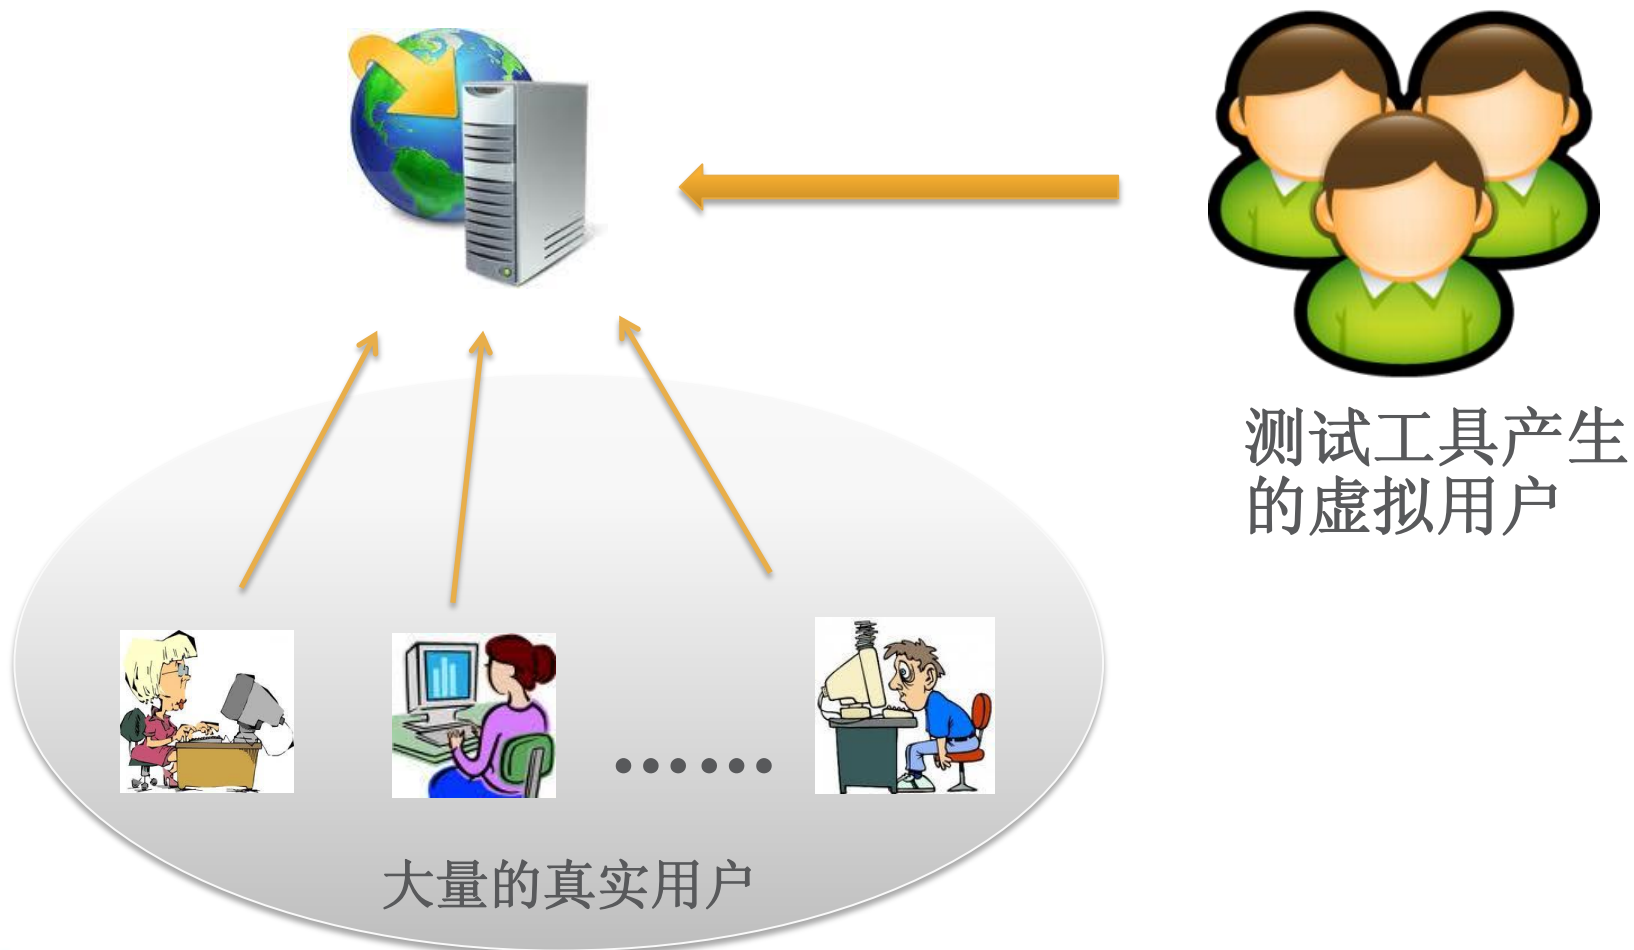 测试工具产生
的虚拟用户
……
大量的真实用户